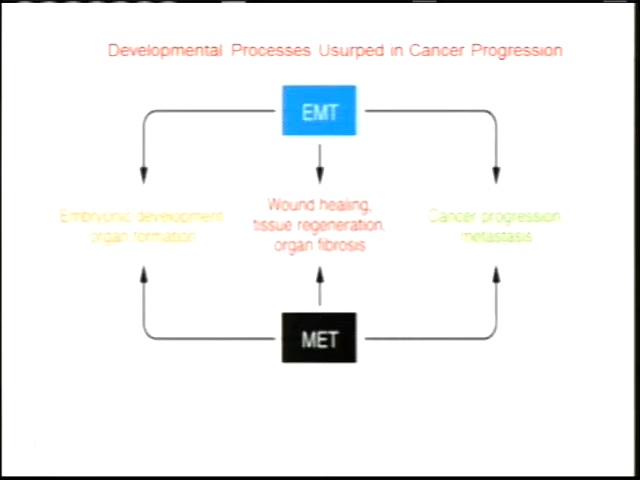 Developmental Processes Usurped in Cancer Progression
EMT
Embryonic development
organ formation
Wound healing,
tissue regeneration,
organ fibrosis
Cancer progression,
metastasis
MET